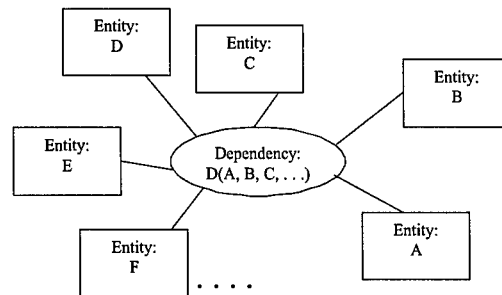 Entity:
D
Entity:
C
Entity:
B
Entity:
E
Dependency:
D(A, B, C, . . .)
Entity:
A
Entity:
F
. . . .